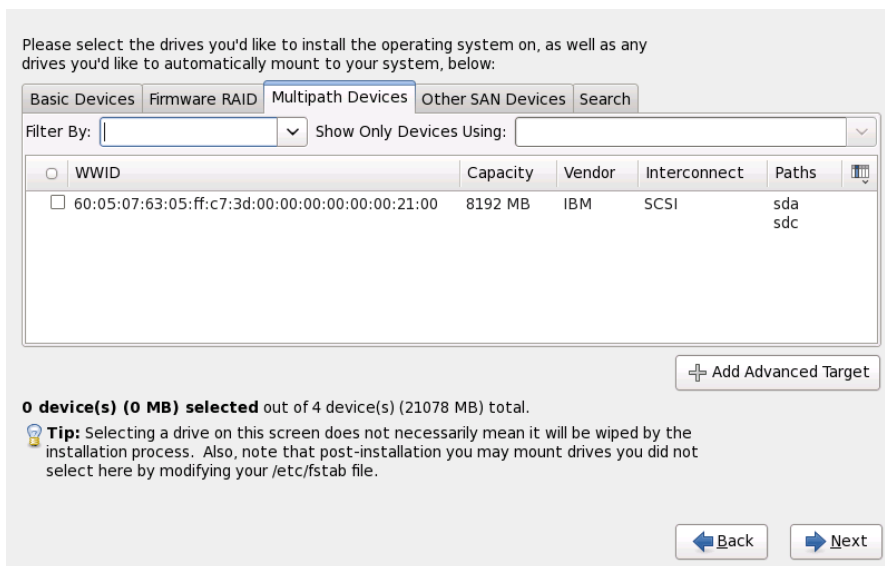 Please select the drives you'd like to install the operating system on, as well as any
drives you'd like to automatically mount to your system, below:
Basic Devices Firmware RAID Multipath Devices Other SAN Devices Search
Filter By: Show Only Devices Using:
WWID Capacity Vendor Interconnect Paths
60:05:07:63:05:ff:c7:3d:00:00:00:00:00:00:21:00 8192 MB IBM SCSI sda
sdc
Add Advanced Target
0 device(s) (0 MB) selected out of 4 device(s) (21078 MB) total.
Tip: Selecting a drive on this screen does not necessarily mean it will be wiped by the
installation process. Also, note that post-installation you may mount drives you did not
select here by modifying your /etc/fstab file.
Back Next